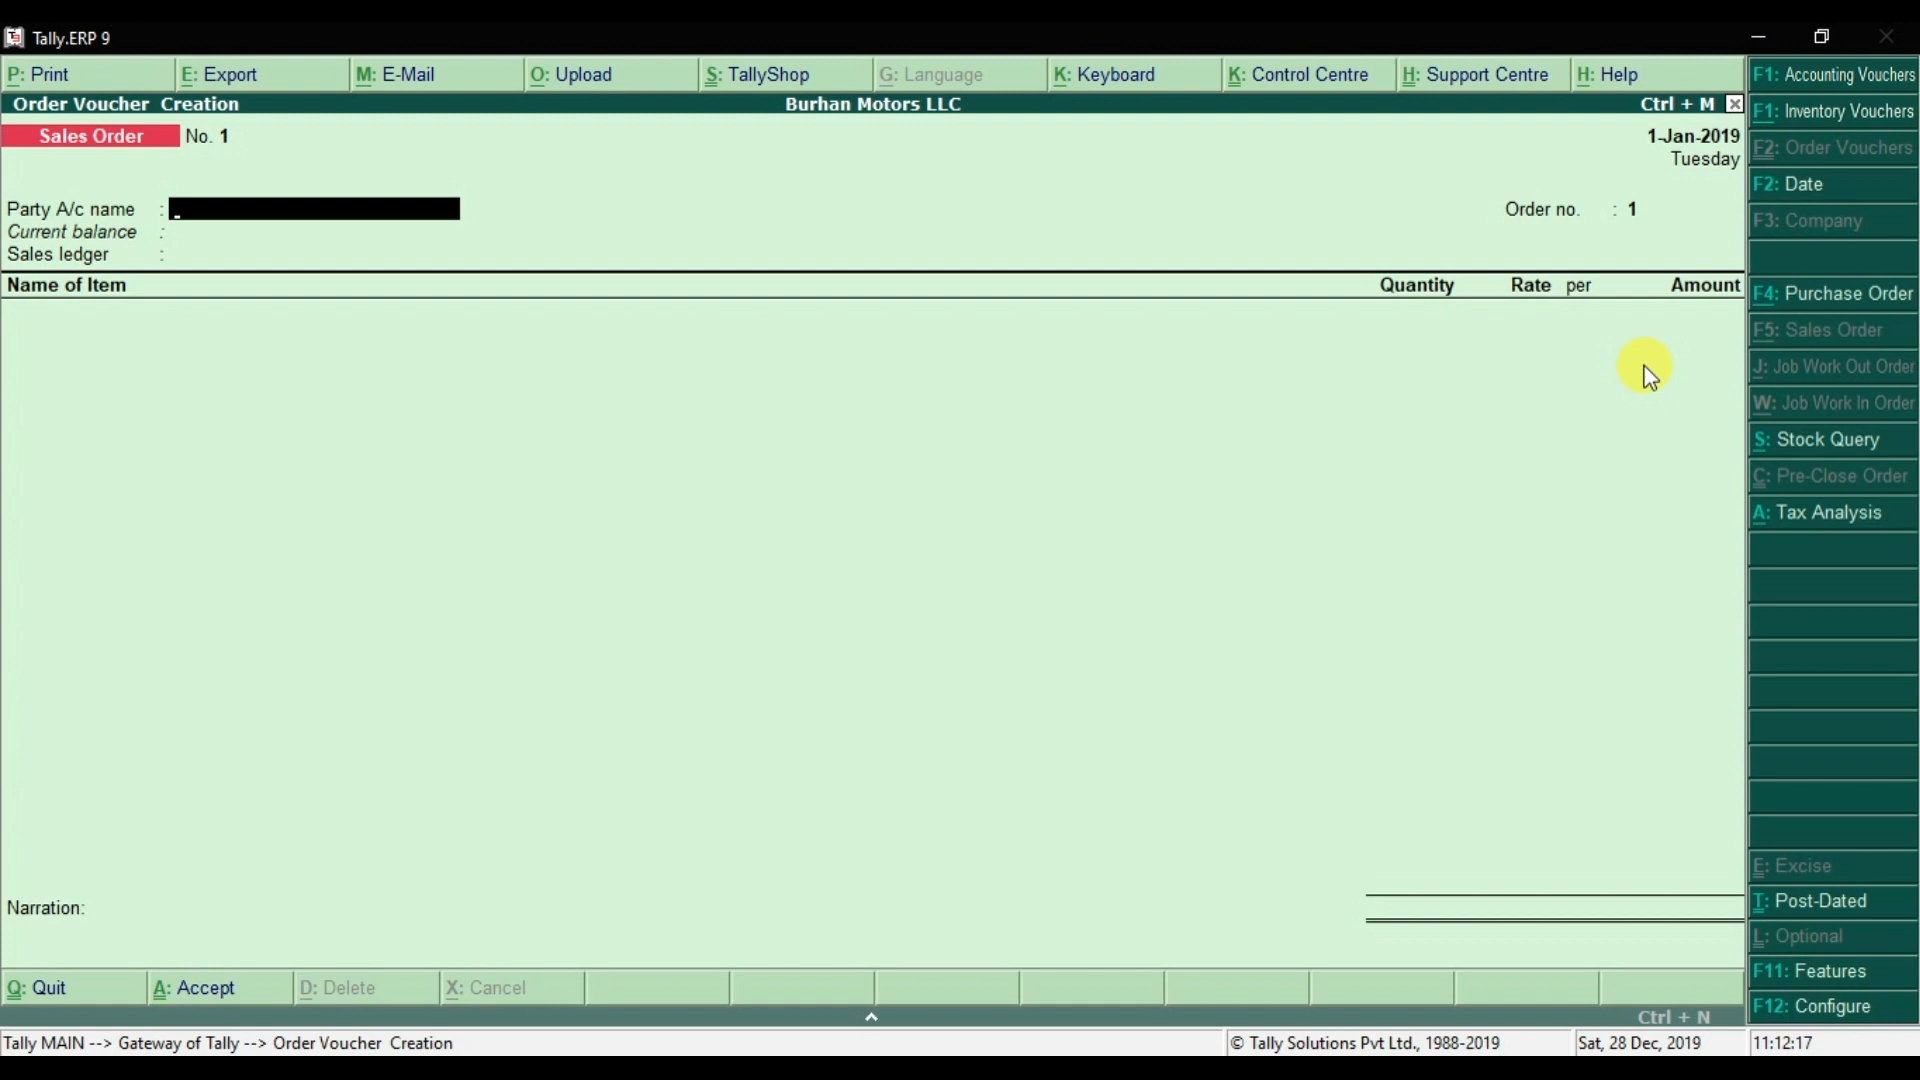 Tally.ERP 9
P: Print E: Export M: E-Mail O: Upload S: TallyShop G: Language K: Keyboard K: Control Centre H: Support Centre H: Help
Order Voucher Creation Burhan Motors LLC Ctrl + M
Sales Order No. 1 1-Jan-2019
Tuesday
Party A/c name : Order no. : 1
Current balance :
Sales ledger :
Name of Item Quantity Rate per Amount
Narration:
Q: Quit A: Accept D: Delete X: Cancel
Ctrl + N
F1: Accounting Vouchers
F1: Inventory Vouchers
F2: Order Vouchers
F2: Date
F3: Company
F4: Purchase Order
F5: Sales Order
J: Job Work Out Order
W: Job Work In Order
S: Stock Query
C: Pre-Close Order
A: Tax Analysis
E: Excise
T: Post-Dated
L: Optional
F11: Features
F12: Configure
Tally MAIN --> Gateway of Tally --> Order Voucher Creation © Tally Solutions Pvt Ltd., 1988-2019 Sat, 28 Dec, 2019 11:12:17